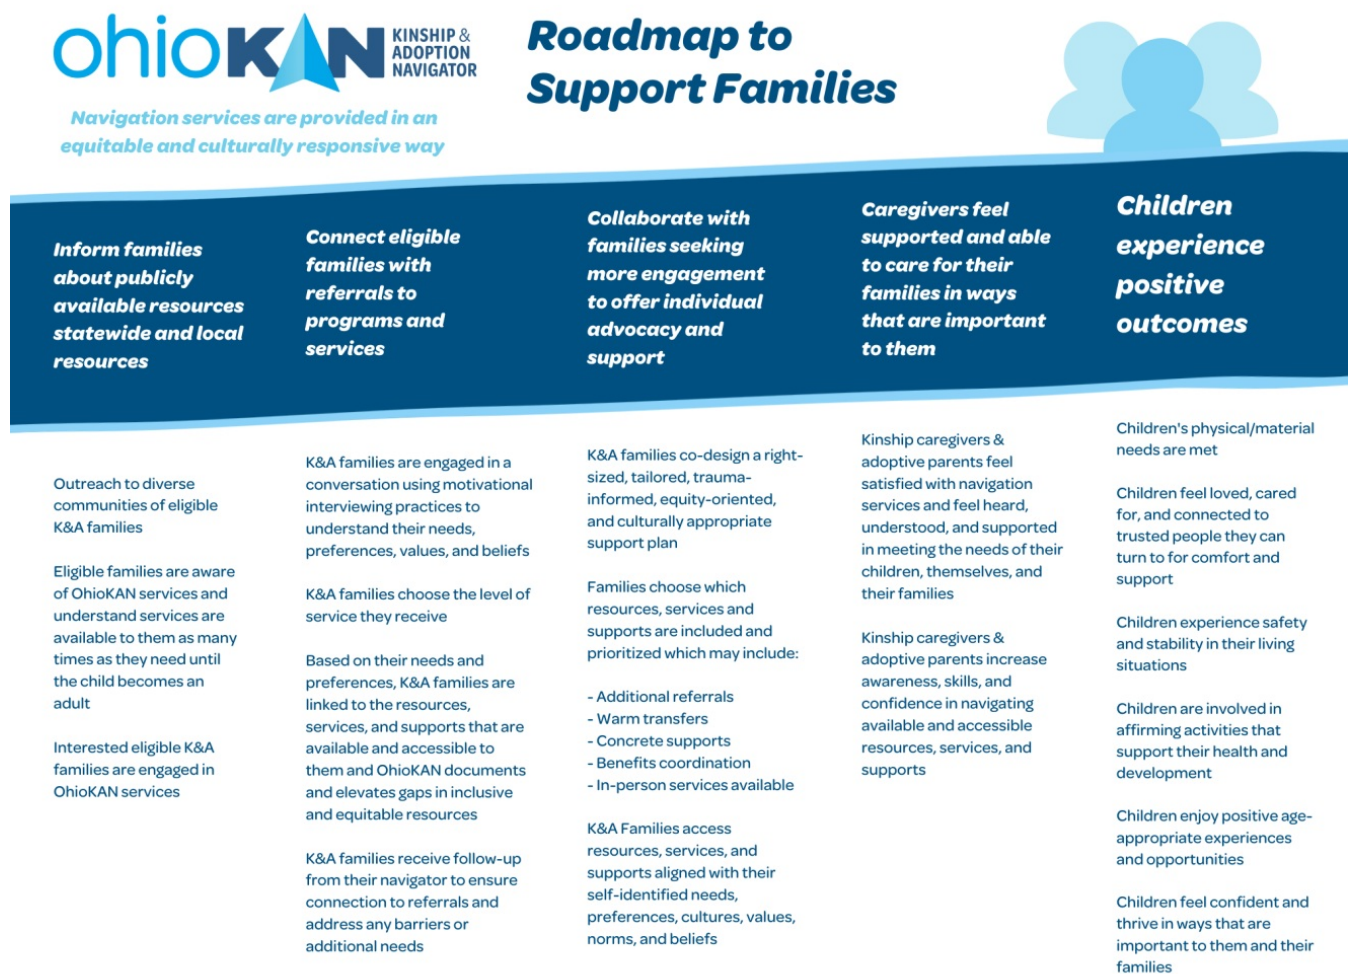 ohioKAN
KINSHIP &
ADOPTION
NAVIGATOR
Navigation services are provided in an
equitable and culturally responsive way
Roadmap to
Support Families
Inform families
about publicly
available resources
statewide and local
resources
Outreach to diverse
communities of eligible
K&A families
Eligible families are aware
of OhioKAN services and
understand services are
available to them as many
times as they need until
the child becomes an
adult
Interested eligible K&A
families are engaged in
OhioKAN services
Connect eligible
families with
referrals to
programs and
services
K&A families are engaged in a
conversation using motivational
interviewing practices to
understand their needs,
preferences, values, and beliefs
K&A families choose the level of
service they receive
Based on their needs and
preferences, K&A families are
linked to the resources,
services, and supports that are
available and accessible to
them and OhioKAN documents
and elevates gaps in inclusive
and equitable resources
K&A families receive follow-up
from their navigator to ensure
connection to referrals and
address any barriers or
additional needs
Collaborate with
families seeking
more engagement
to offer individual
advocacy and
support
K&A families co-design a right-
sized, tailored, trauma-
informed, equity-oriented,
and culturally appropriate
support plan
Families choose which
resources, services and
supports are included and
prioritized which may include:
- Additional referrals
- Warm transfers
- Concrete supports
- Benefits coordination
- In-person services available
K&A Families access
resources, services, and
supports aligned with their
self-identified needs,
preferences, cultures, values,
norms, and beliefs
Caregivers feel
supported and able
to care for their
families in ways
that are important
to them
Kinship caregivers &
adoptive parents feel
satisfied with navigation
services and feel heard,
understood, and supported
in meeting the needs of their
children, themselves, and
their families
Kinship caregivers &
adoptive parents increase
awareness, skills, and
confidence in navigating
available and accessible
resources, services, and
supports
Children
experience
positive
outcomes
Children's physical/material
needs are met
Children feel loved, cared
for, and connected to
trusted people they can
turn to for comfort and
support
Children experience safety
and stability in their living
situations
Children are involved in
affirming activities that
support their health and
development
Children enjoy positive age-
appropriate experiences
and opportunities
Children feel confident and
thrive in ways that are
important to them and their
families